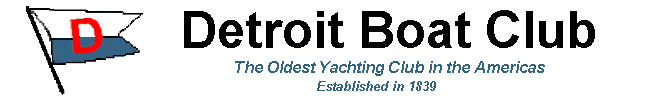 D
Detroit Boat Club
The Oldest Yachting Club in the Americas
Established in 1839